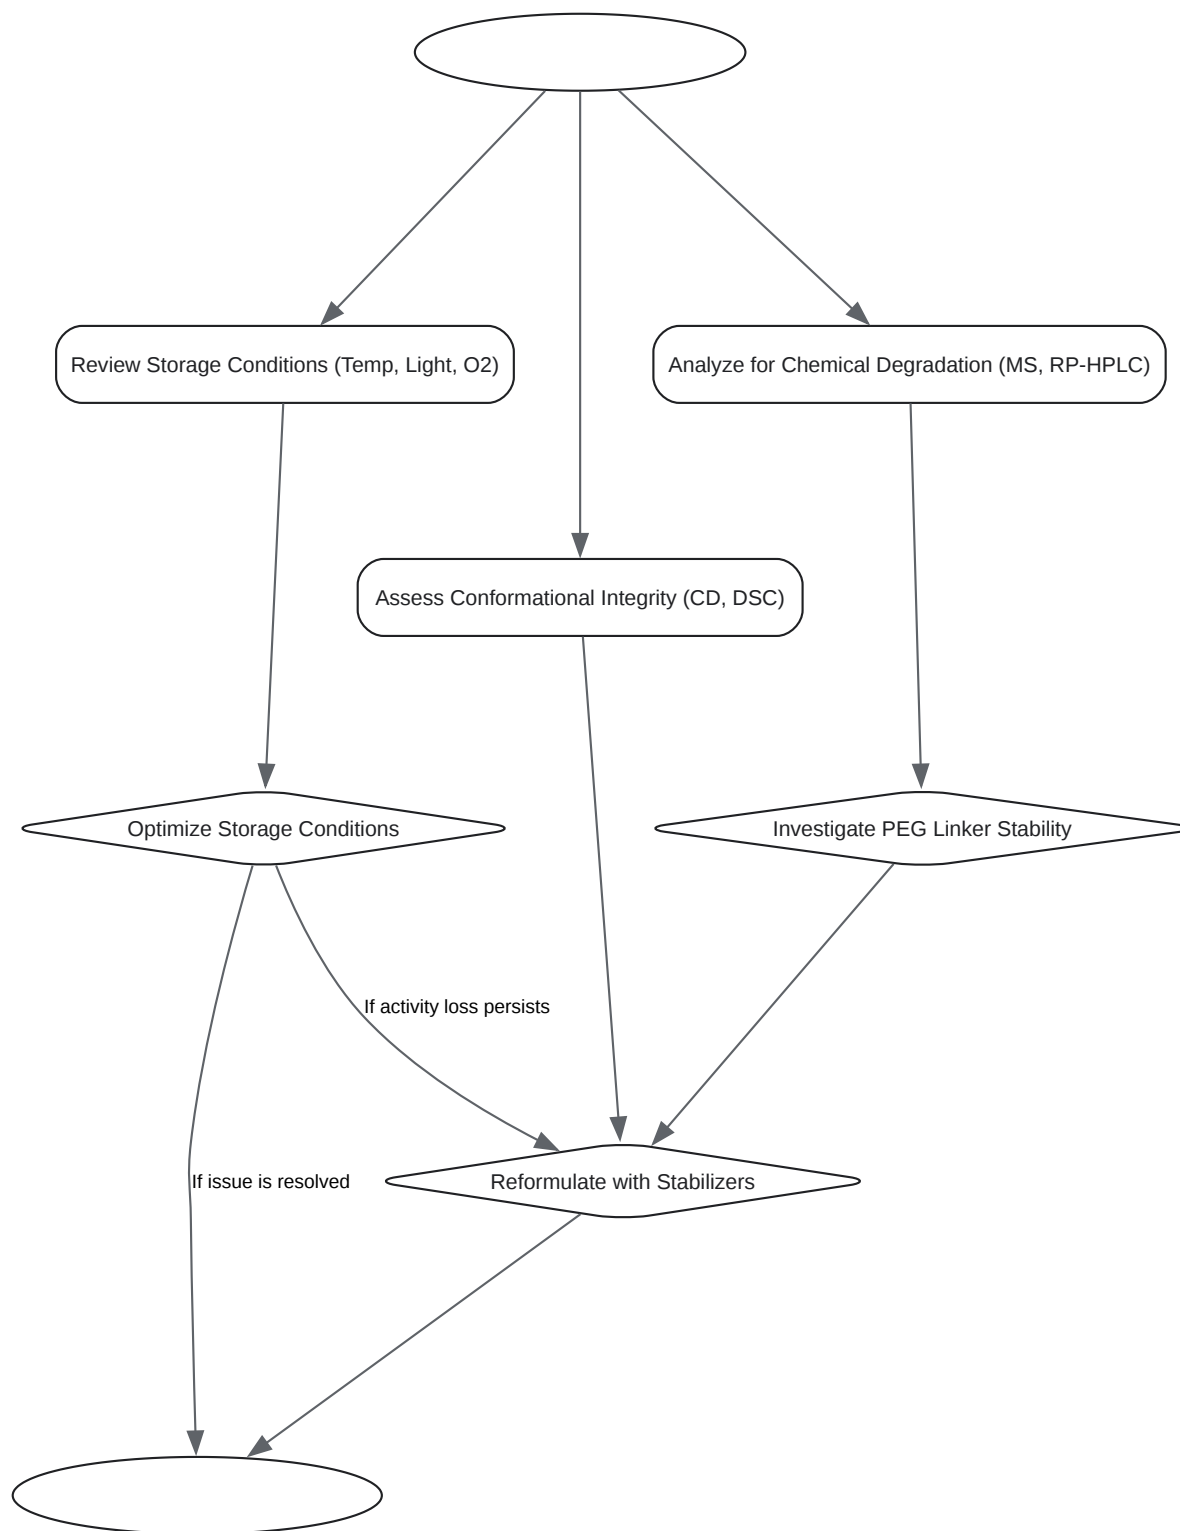 Review Storage Conditions (Temp, Light, O2)
Analyze for Chemical Degradation (MS, RP-HPLC)
Assess Conformational Integrity (CD, DSC)
Optimize Storage Conditions
Investigate PEG Linker Stability
If activity loss persists
If issue is resolved
Reformulate with Stabilizers